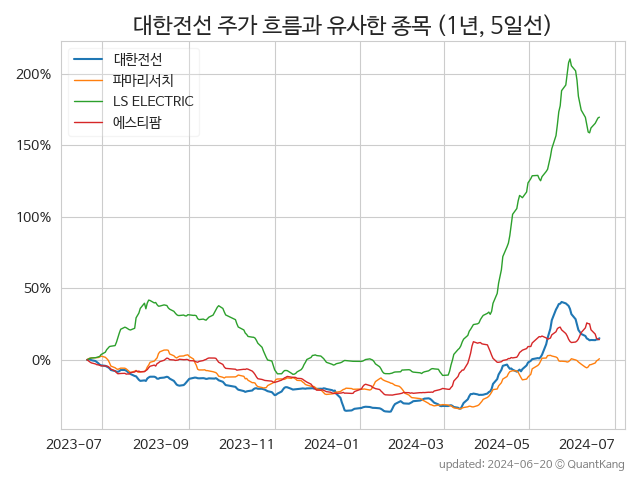 대한전선 주가 흐름과 유사한 종목 (1년, 5일선)
대한전선
파마리서치
LS ELECTRIC
에스티팜
200%
150%
100%
50%
0%
2023-07 2023-09 2023-11 2024-01 2024-03 2024-05 2024-07
updated: 2024-06-20 © QuantKang